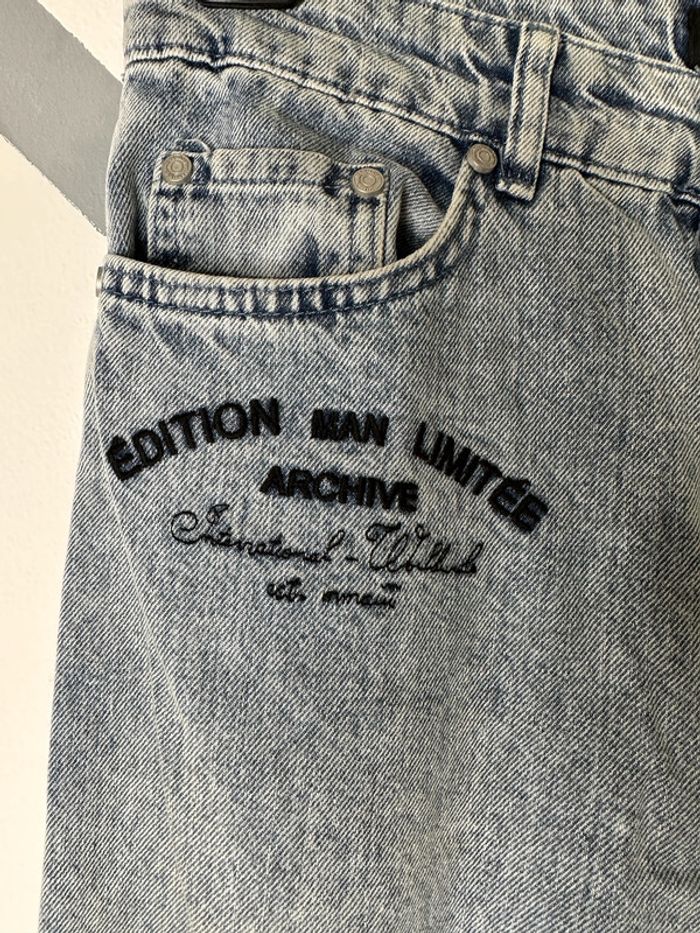 ÉDITION MAN LIMITÉE
ARCHIVE
International - Worldwide